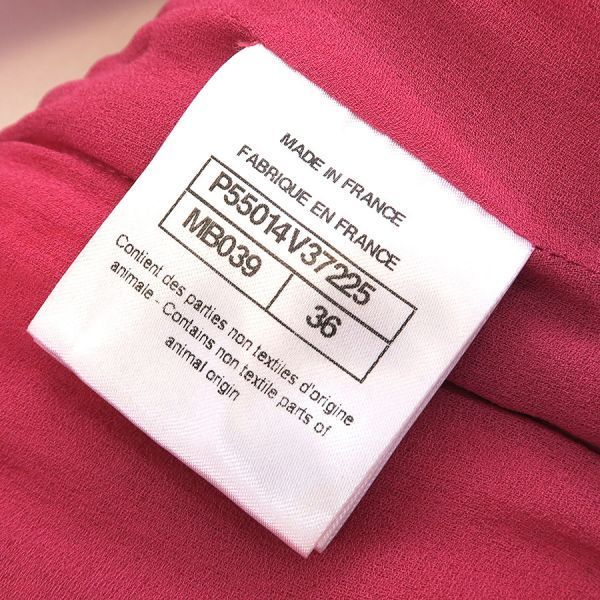 MADE IN FRANCE
FABRIQUE EN FRANCE
P55014V37225
MB039 36
Contient des parties non textiles d'origine
animale - Contains non textile parts of
animal origin